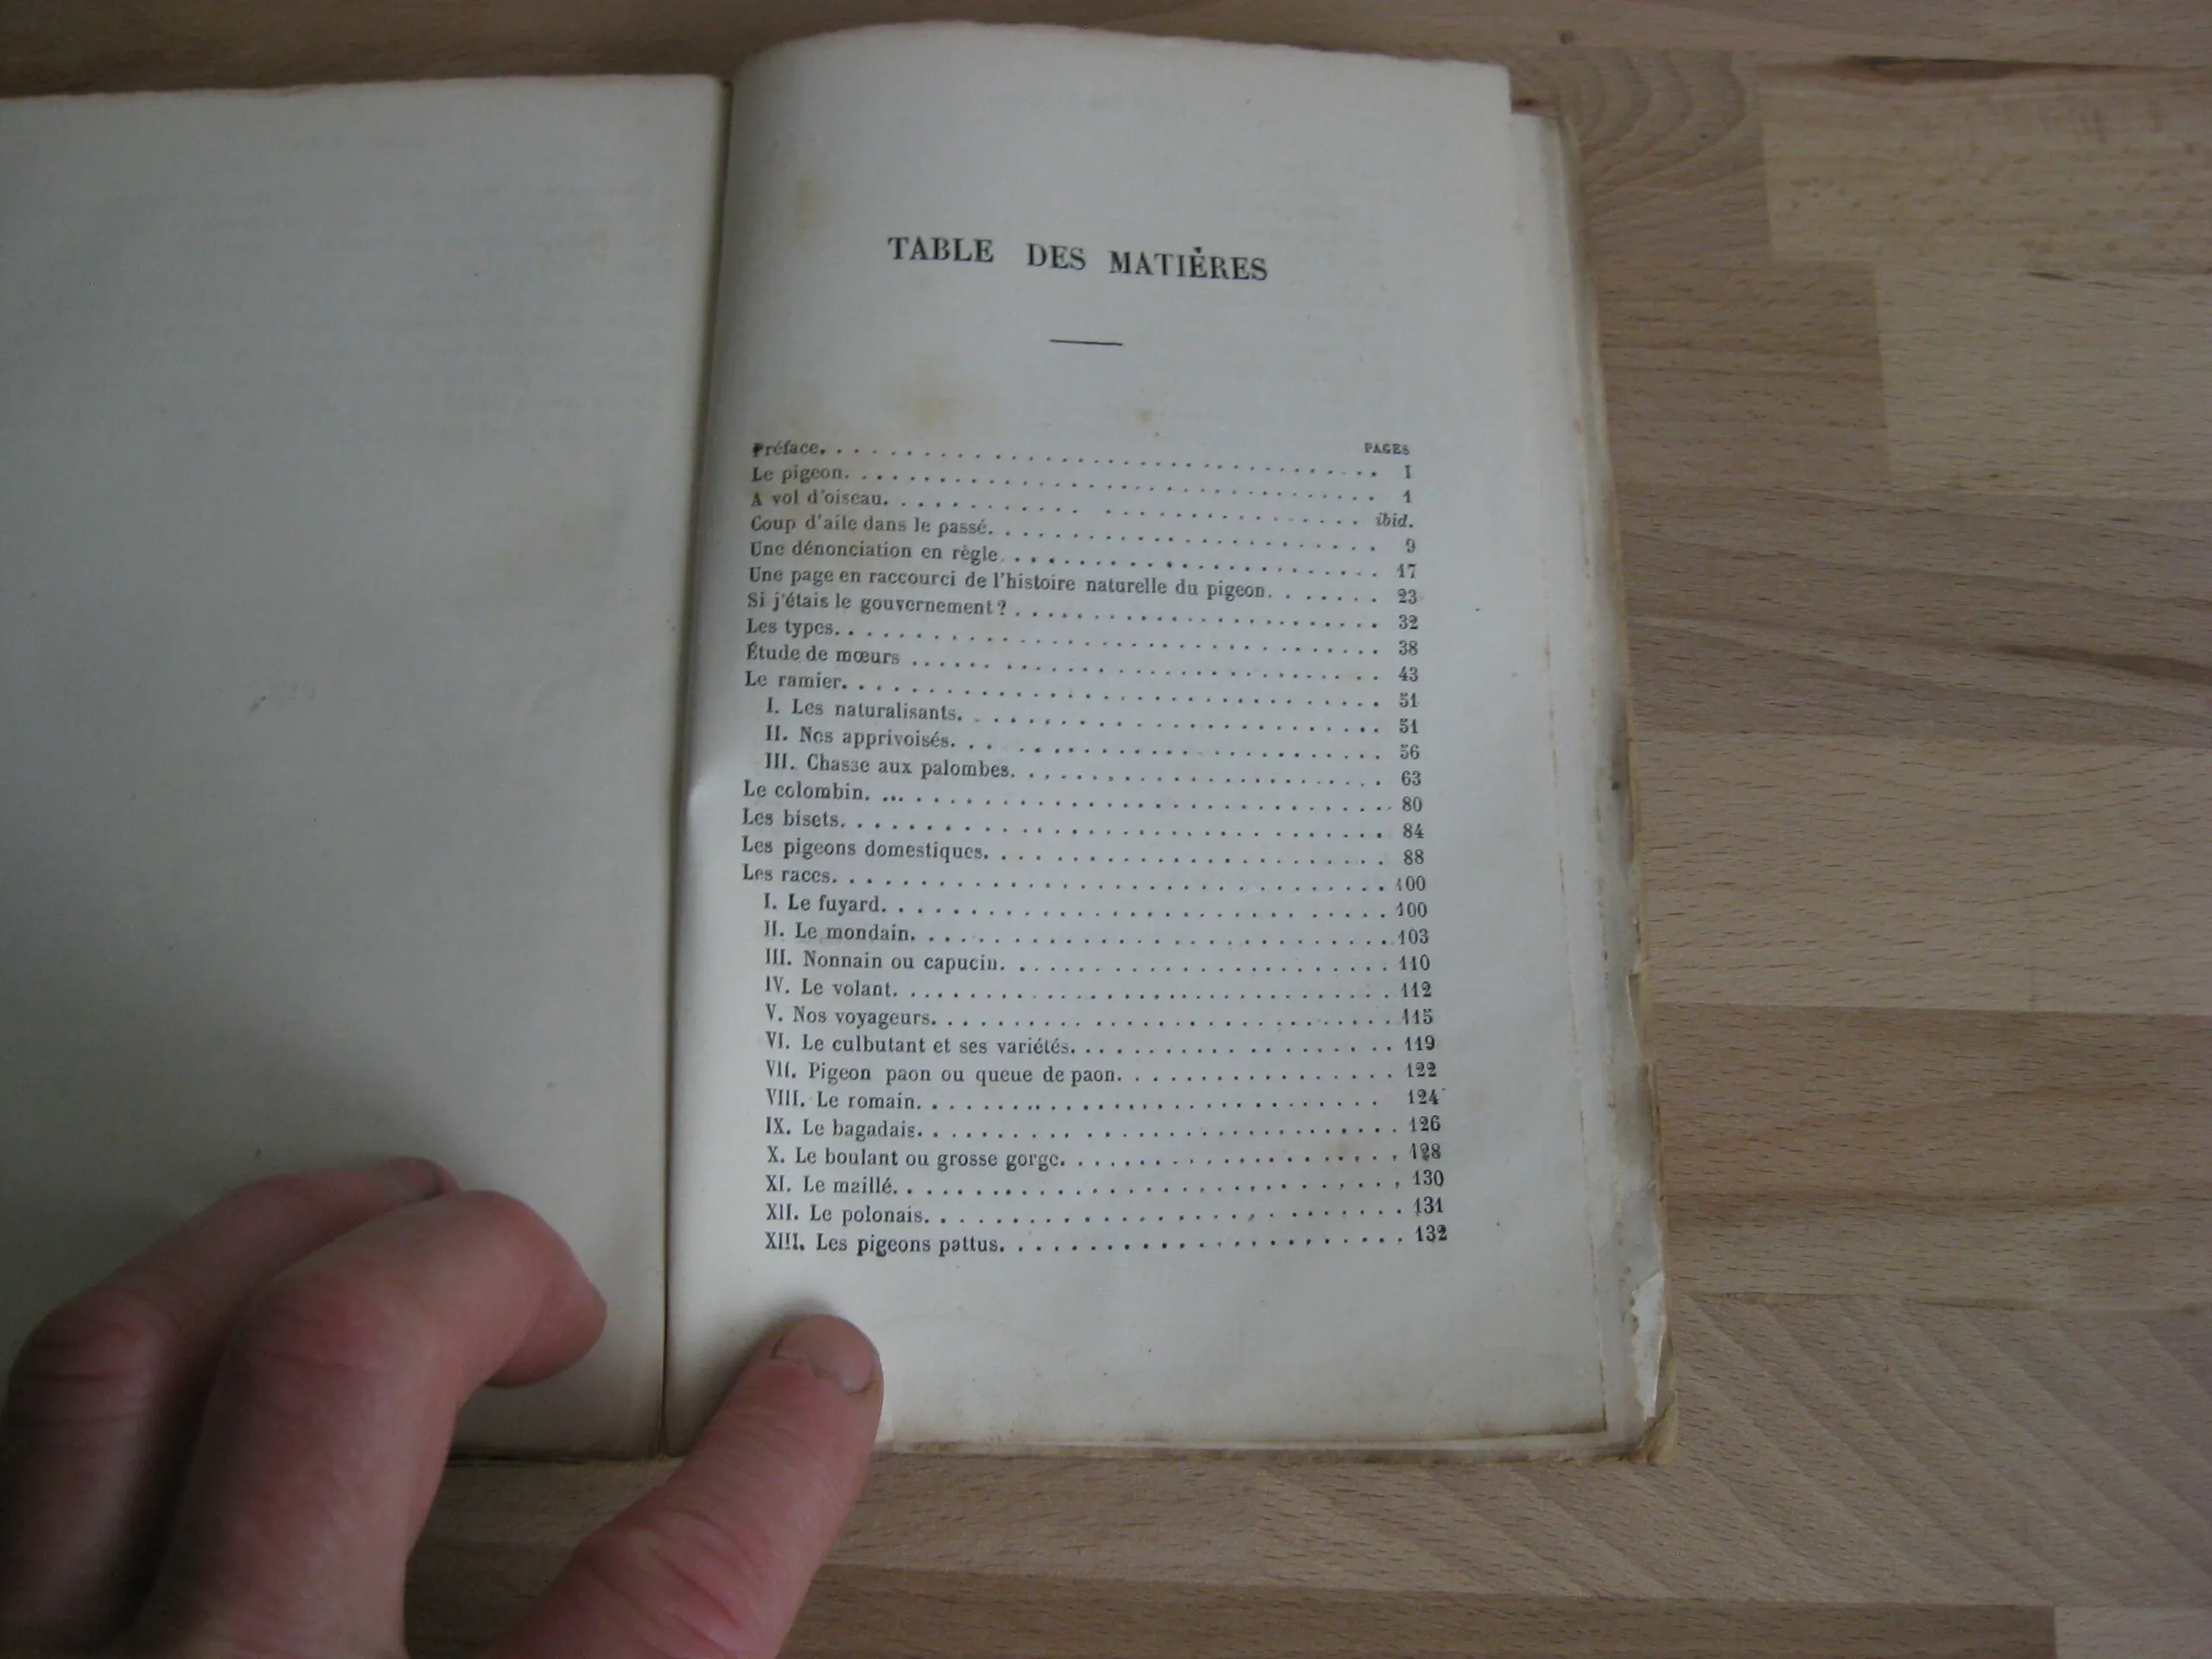 TABLE DES MATIÈRES
PAGES
Préface. I
Le pigeon. 1
A vol d'oiseau. ibid.
Coup d'aile dans le passé. 9
Une dénonciation en règle. 17
Une page en raccourci de l'histoire naturelle du pigeon. 23
Si j'étais le gouvernement? 32
Les types. 38
Étude de mœurs 43
Le ramier. 51
I. Les naturalisants. 51
II. Nos apprivoisés. 56
III. Chasse aux palombes. 63
Le colombin. 80
Les bisets. 84
Les pigeons domestiques. 88
Les races. 100
I. Le fuyard. 100
II. Le mondain. 103
III. Nonnain ou capucin. 110
IV. Le volant. 112
V. Nos voyageurs. 115
VI. Le culbutant et ses variétés. 119
VII. Pigeon paon ou queue de paon. 122
VIII. Le romain. 124
IX. Le bagadais. 126
X. Le boulant ou grosse gorge. 128
XI. Le maillé. 130
XII. Le polonais. 131
XIII. Les pigeons pattus. 132